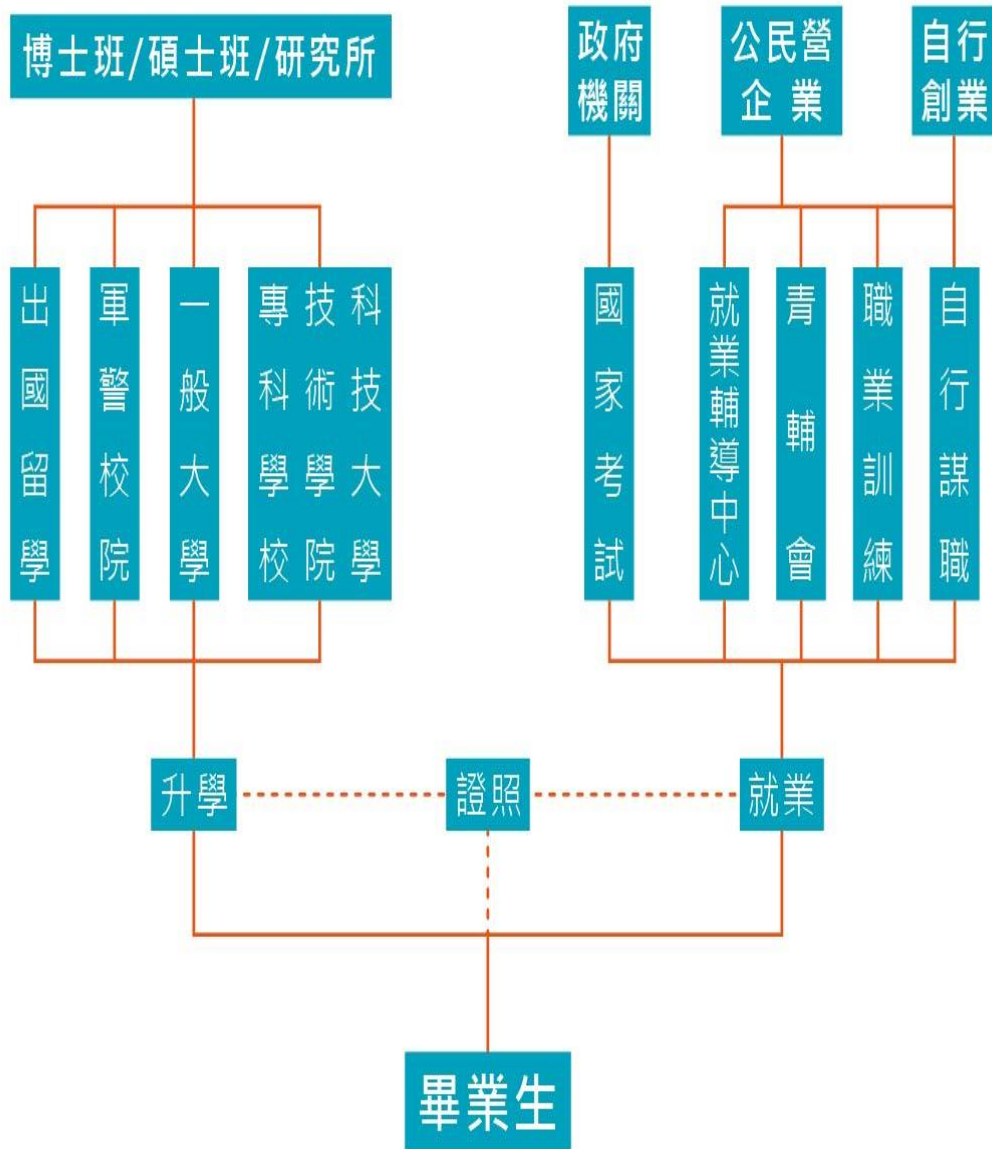 博士班/碩士班/研究所
政府
機關
公民營
企業
自行
創業
出國留學
軍警校院
一般大學
專科學校
技術學院
科技大學
國家考試
就業輔導中心
青輔會
職業訓練
自行謀職
升學
證照
就業
畢業生